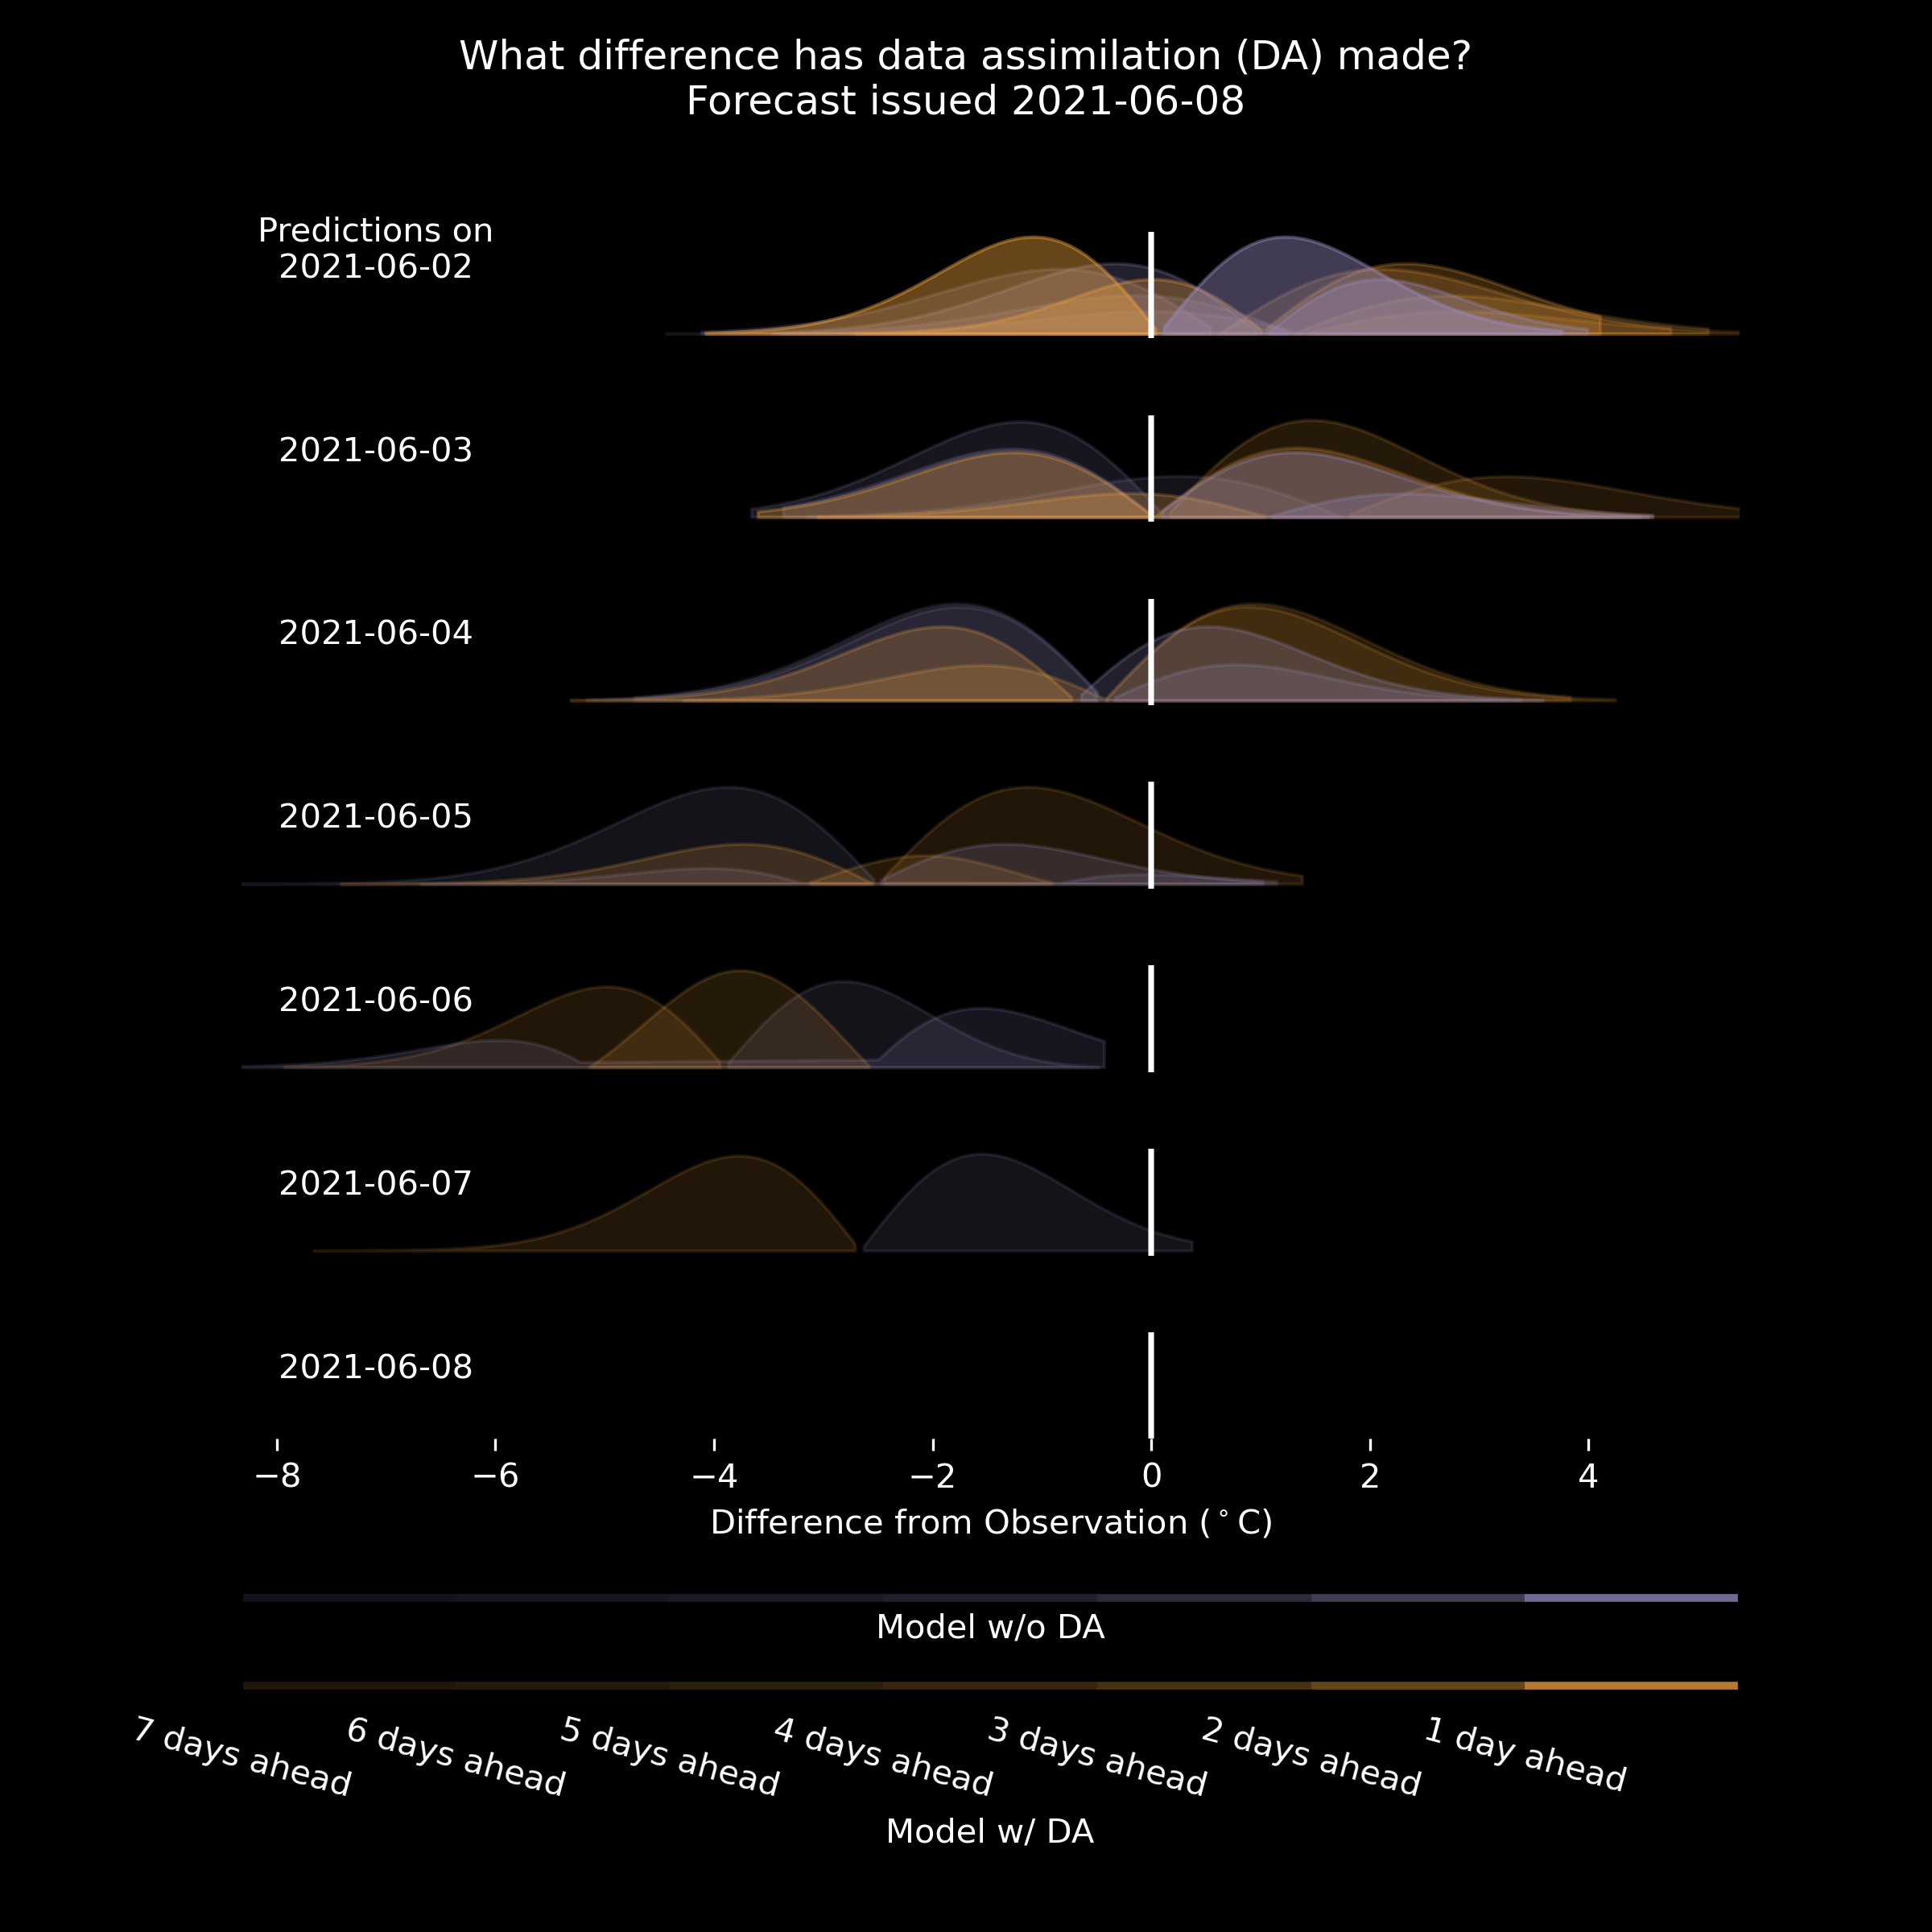 What difference has data assimilation (DA) made?
Forecast issued 2021-06-08
Predictions on
2021-06-02
2021-06-03
2021-06-04
2021-06-05
2021-06-06
2021-06-07
2021-06-08
−8 −6 −4 −2 0 2 4
Difference from Observation (°C)
Model w/o DA
7 days ahead 6 days ahead 5 days ahead 4 days ahead 3 days ahead 2 days ahead 1 day ahead
Model w/ DA